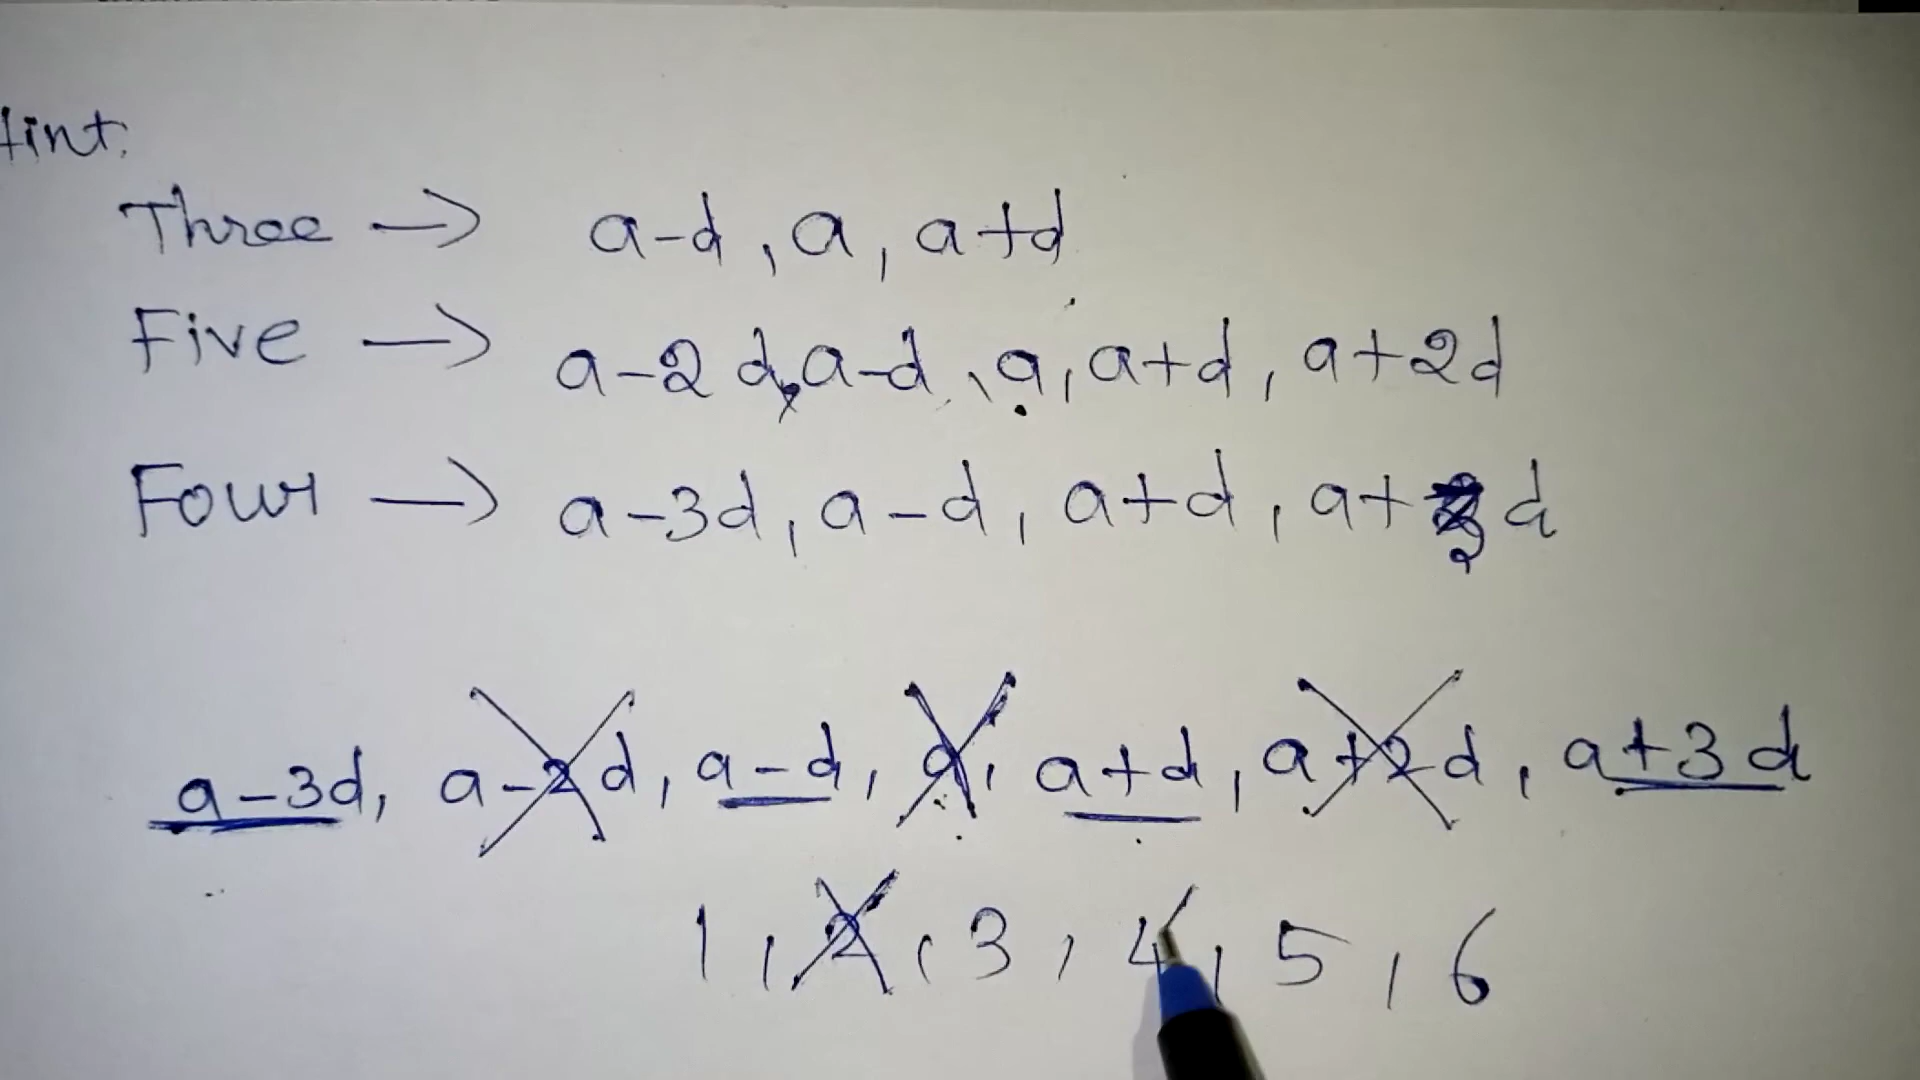 Hint:
Three → a-d, a, a+d
Five → a-2d, a-d, a, a+d, a+2d
Four → a-3d, a-d, a+d, a+3d
a-3d, a-2d, a-d, a, a+d, a+2d, a+3d
1, 2, 3, 4, 5, 6